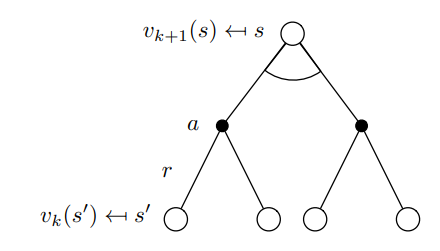 v_{k+1}(s) ↤ s
a
r
v_k(s′) ↤ s′